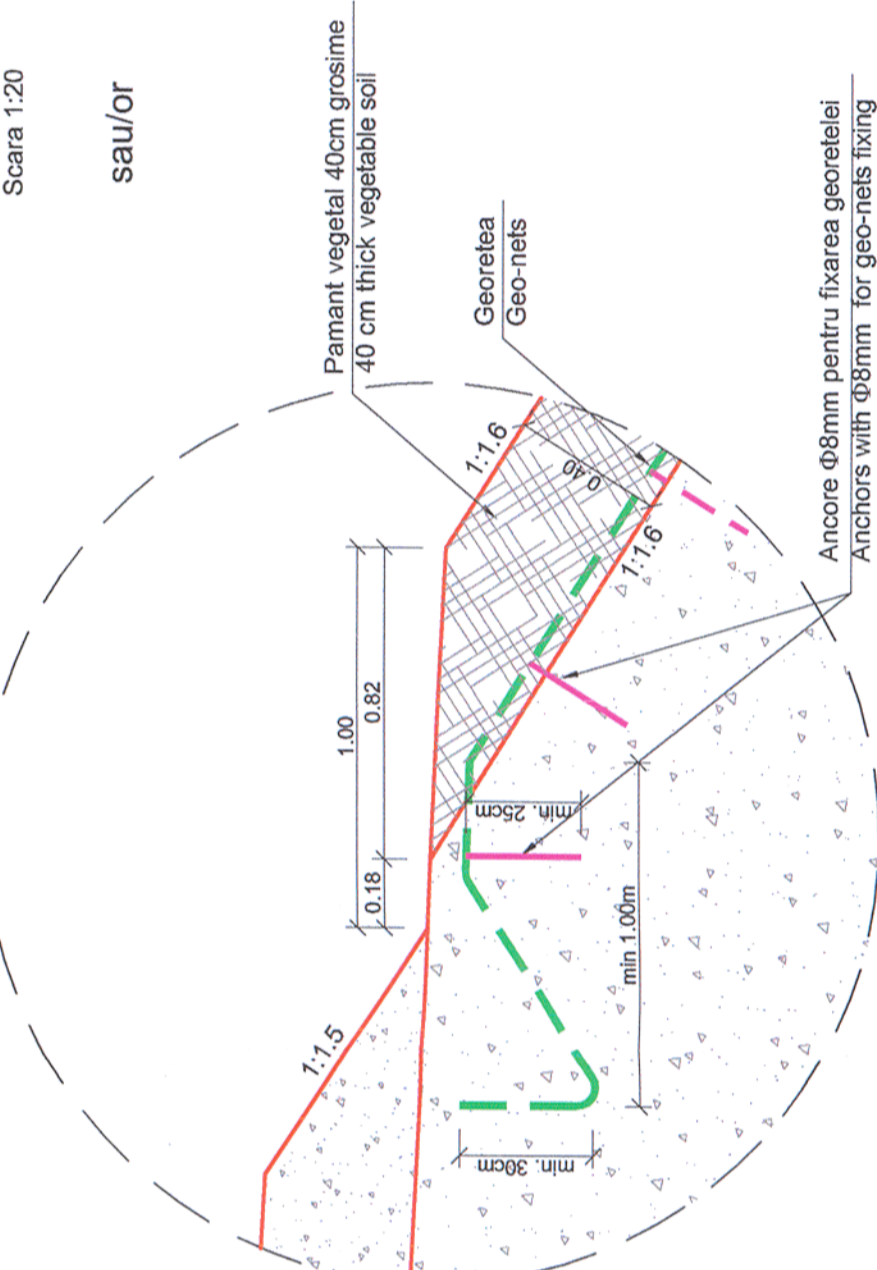 Scara 1:20
sau/or
Pamant vegetal 40cm grosime
40 cm thick vegetable soil
Georetea
Geo-nets
Ancore Φ8mm pentru fixarea georetelei
Anchors with Φ8mm for geo-nets fixing
1.00
0.18
0.82
1:1.5
1:1.6
0.40
1:1.6
min. 25cm
min 1.00m
min. 30cm